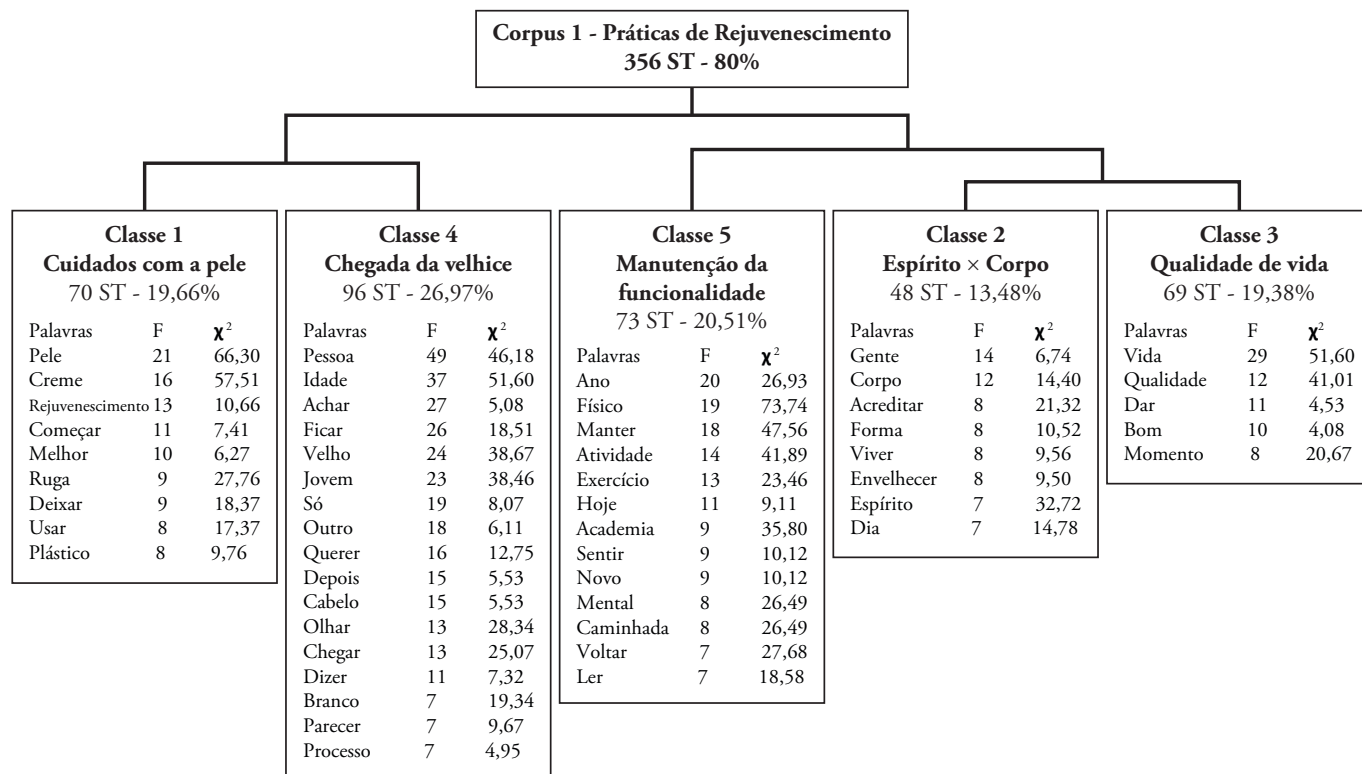 Corpus 1 - Práticas de Rejuvenescimento
356 ST - 80%
Classe 1
Cuidados com a pele
70 ST - 19,66%
Palavras F χ²
Pele 21 66,30
Creme 16 57,51
Rejuvenescimento 13 10,66
Começar 11 7,41
Melhor 10 6,27
Ruga 9 27,76
Deixar 9 18,37
Usar 8 17,37
Plástico 8 9,76
Classe 4
Chegada da velhice
96 ST - 26,97%
Palavras F χ²
Pessoa 49 46,18
Idade 37 51,60
Achar 27 5,08
Ficar 26 18,51
Velho 24 38,67
Jovem 23 38,46
Só 19 8,07
Outro 18 6,11
Querer 16 12,75
Depois 15 5,53
Cabelo 15 5,53
Olhar 13 28,34
Chegar 13 25,07
Dizer 11 7,32
Branco 7 19,34
Parecer 7 9,67
Processo 7 4,95
Classe 5
Manutenção da
funcionalidade
73 ST - 20,51%
Palavras F χ²
Ano 20 26,93
Físico 19 73,74
Manter 18 47,56
Atividade 14 41,89
Exercício 13 23,46
Hoje 11 9,11
Academia 9 35,80
Sentir 9 10,12
Novo 9 10,12
Mental 8 26,49
Caminhada 8 26,49
Voltar 7 27,68
Ler 7 18,58
Classe 2
Espírito × Corpo
48 ST - 13,48%
Palavras F χ²
Gente 14 6,74
Corpo 12 14,40
Acreditar 8 21,32
Forma 8 10,52
Viver 8 9,56
Envelhecer 8 9,50
Espírito 7 32,72
Dia 7 14,78
Classe 3
Qualidade de vida
69 ST - 19,38%
Palavras F χ²
Vida 29 51,60
Qualidade 12 41,01
Dar 11 4,53
Bom 10 4,08
Momento 8 20,67